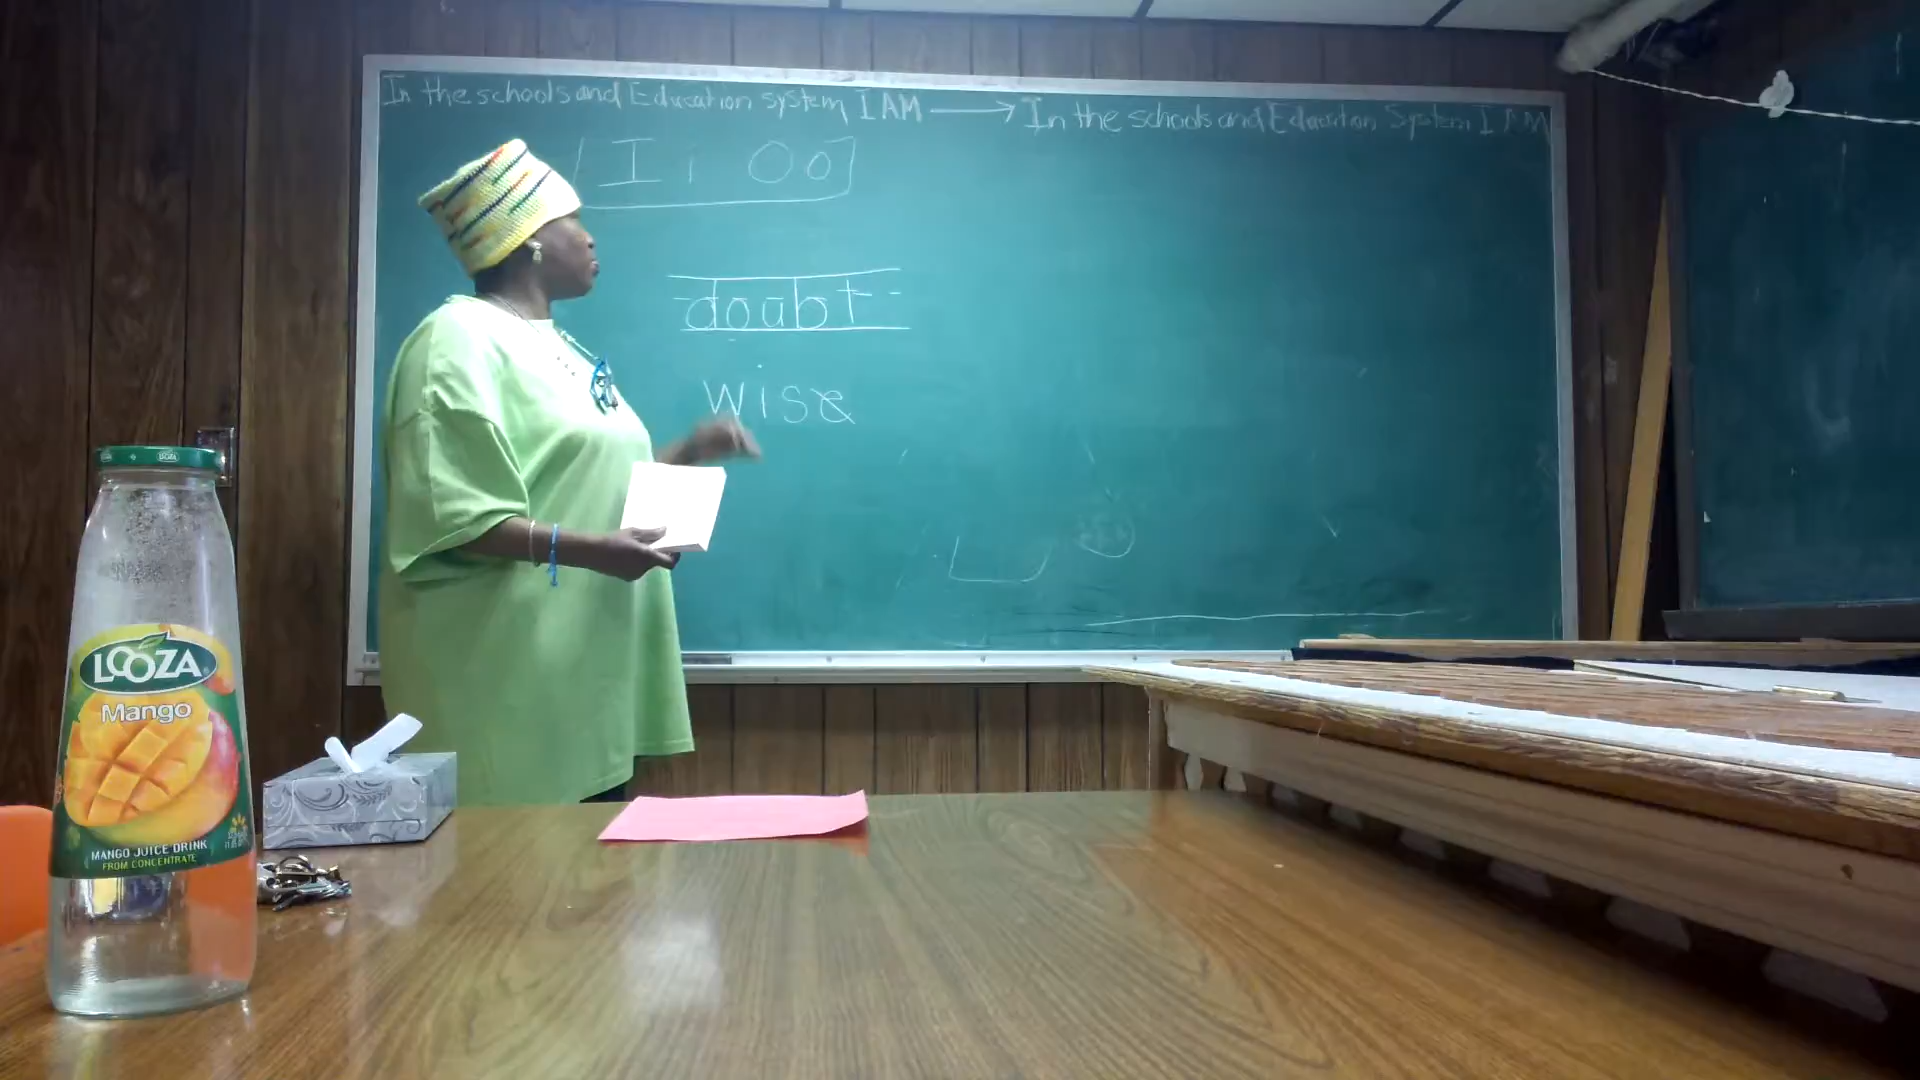 In the schools and Education system I AM → In the schools and Education System I AM
I i O o
doubt
wise
LOOZA
LOOZA
Mango
MANGO JUICE DRINK
FROM CONCENTRATE